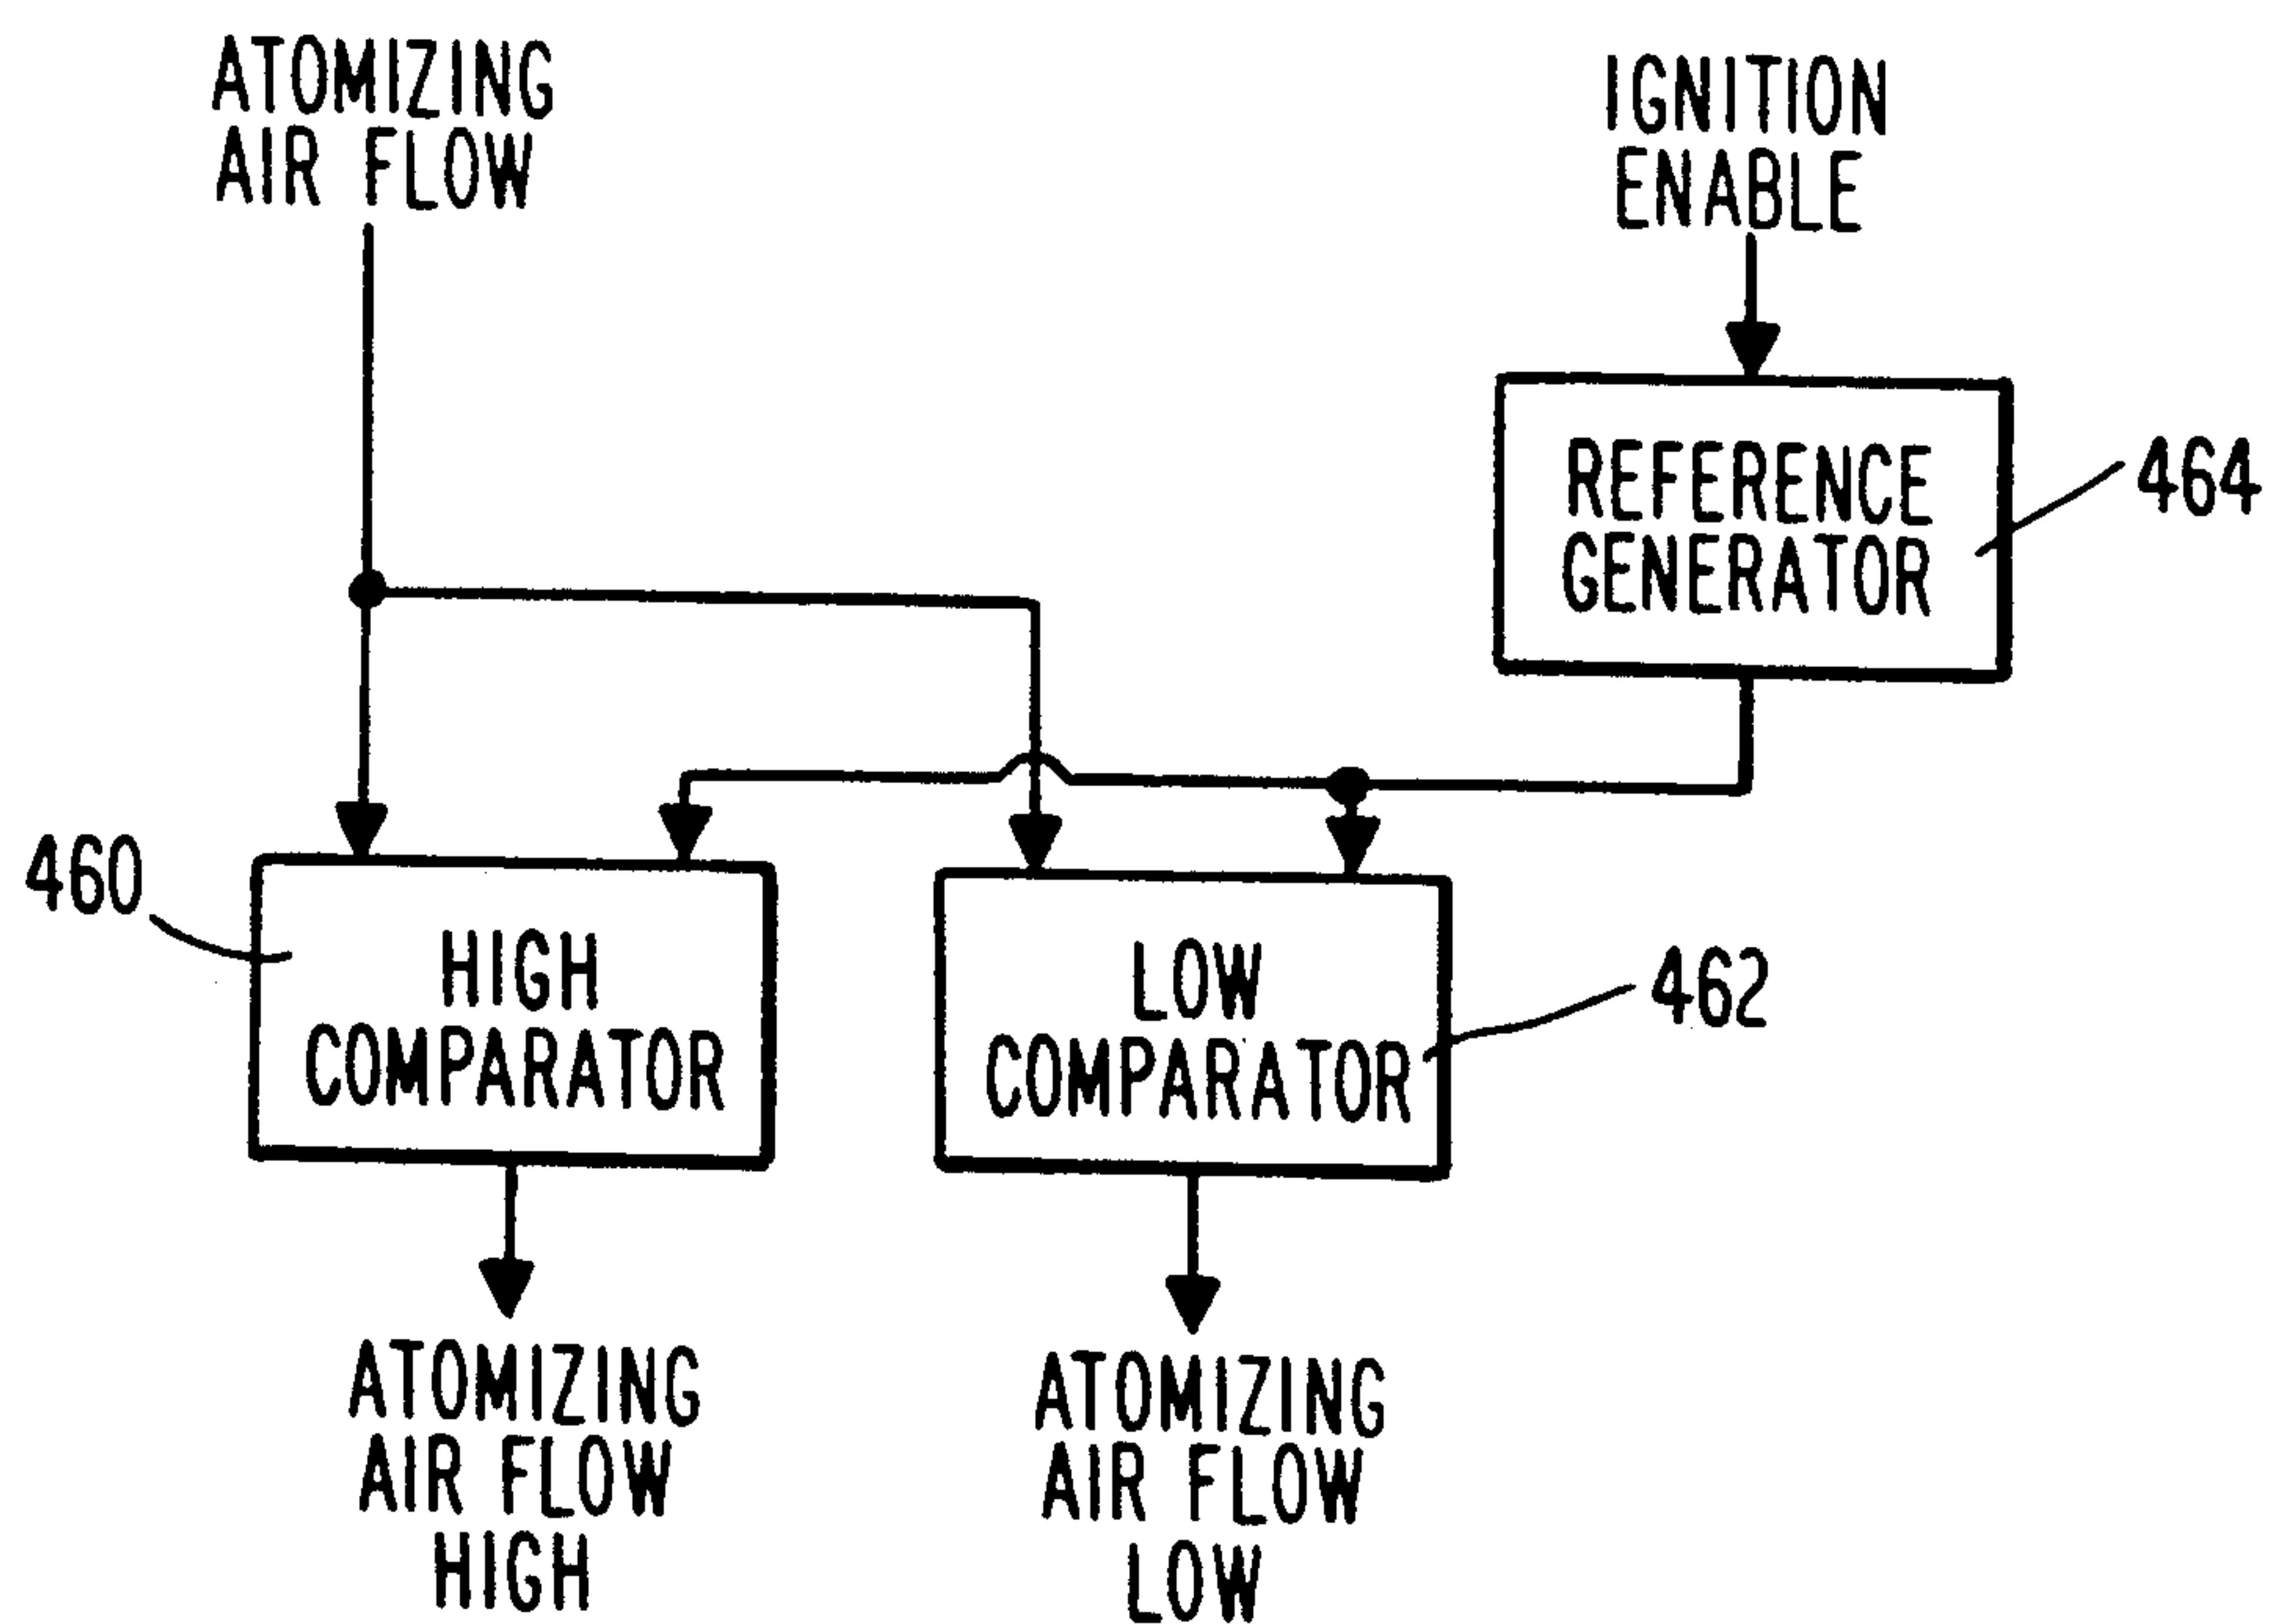 ATOMIZING
AIR FLOW
IGNITION
ENABLE
REFERENCE
GENERATOR
464
460
HIGH
COMPARATOR
LOW
COMPARATOR
462
ATOMIZING
AIR FLOW
HIGH
ATOMIZING
AIR FLOW
LOW